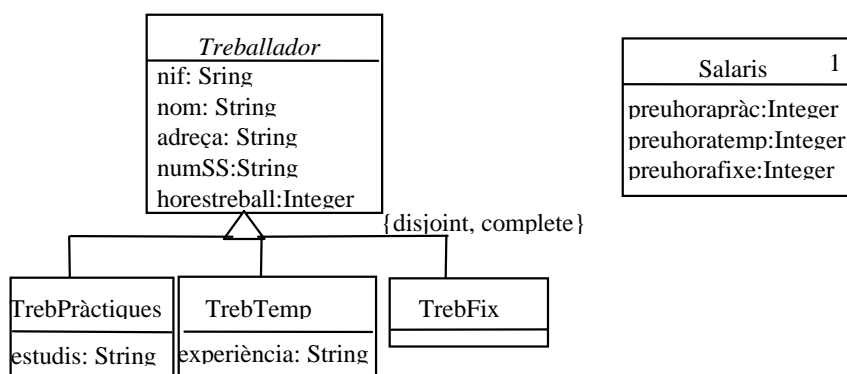 Treballador
nif: Sring
nom: String
adreça: String
numSS:String
horestreball:Integer
{disjoint, complete}
Salaris 1
preuhorapràc:Integer
preuhoratemp:Integer
preuhorafixe:Integer
TrebPràctiques
estudis: String
TrebTemp
experiència: String
TrebFix